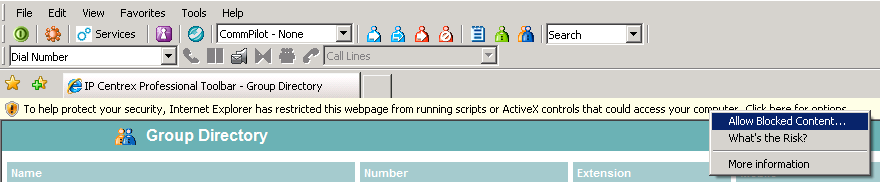 File Edit View Favorites Tools Help
Services CommPilot - None Search
Dial Number Call Lines
IP Centrex Professional Toolbar - Group Directory
To help protect your security, Internet Explorer has restricted this webpage from running scripts or ActiveX controls that could access your computer. Click here for options
Allow Blocked Content...
What's the Risk?
More information
Group Directory
Name Number Extension